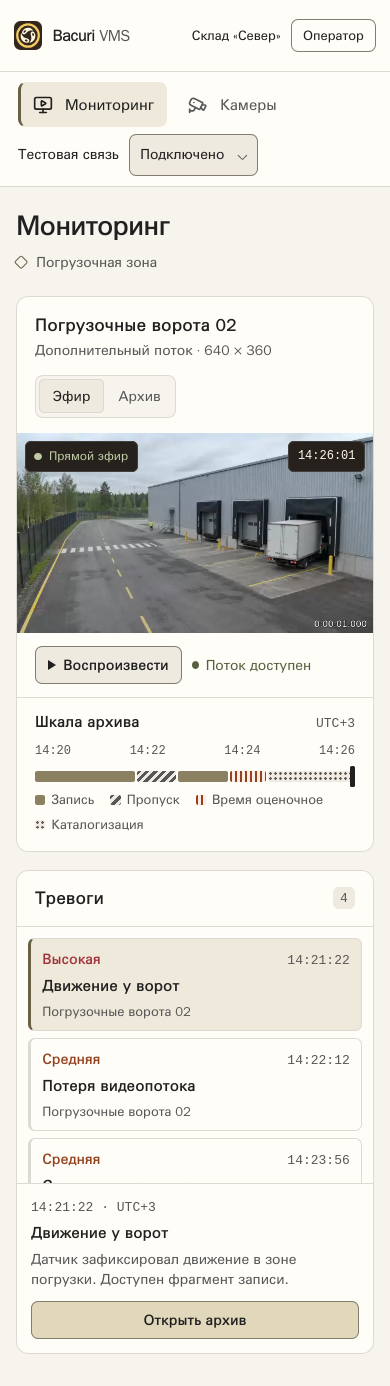 Bacuri VMS
Склад «Север»
Оператор
Мониторинг
Камеры
Тестовая связь
Подключено
Мониторинг
Погрузочная зона
Погрузочные ворота 02
Дополнительный поток · 640 × 360
Эфир
Архив
Прямой эфир
14:26:01
0:00:01.000
Воспроизвести
Поток доступен
Шкала архива
UTC+3
14:20
14:22
14:24
14:26
Запись
Пропуск
Время оценочное
Каталогизация
Тревоги
4
Высокая
14:21:22
Движение у ворот
Погрузочные ворота 02
Средняя
14:22:12
Потеря видеопотока
Погрузочные ворота 02
Средняя
14:23:56
14:21:22 · UTC+3
Движение у ворот
Датчик зафиксировал движение в зоне
погрузки. Доступен фрагмент записи.
Открыть архив